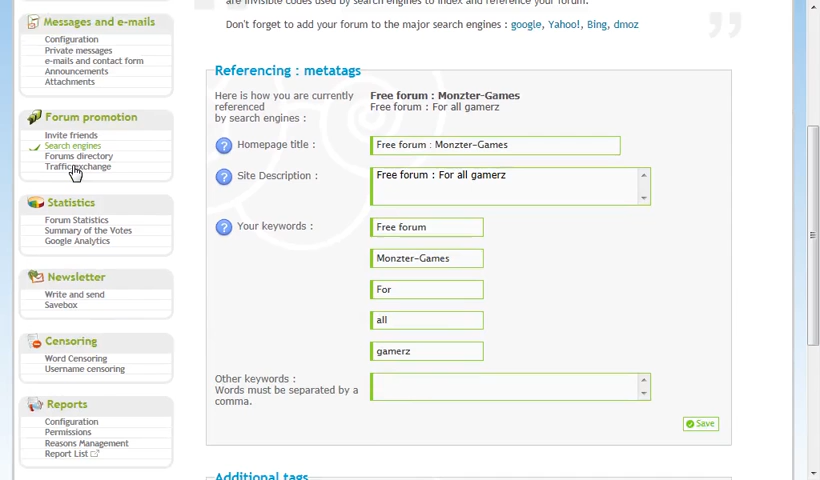 Messages and e-mails
Configuration
Private messages
e-mails and contact form
Announcements
Attachments
Forum promotion
Invite friends
Search engines
Forums directory
Traffic exchange
Statistics
Forum Statistics
Summary of the Votes
Google Analytics
Newsletter
Write and send
Savebox
Censoring
Word Censoring
Username censoring
Reports
Configuration
Permissions
Reasons Management
Report List
are invisible codes used by search engines to index and reference your forum.
Don't forget to add your forum to the major search engines : google, Yahoo!, Bing, dmoz
Referencing : metatags
Here is how you are currently referenced by search engines :
Free forum : Monzter-Games
Free forum : For all gamerz
Homepage title : Free forum : Monzter-Games
Site Description : Free forum : For all gamerz
Your keywords : Free forum
Monzter-Games
For
all
gamerz
Other keywords :
Words must be separated by a
comma.
Save
Additional tags